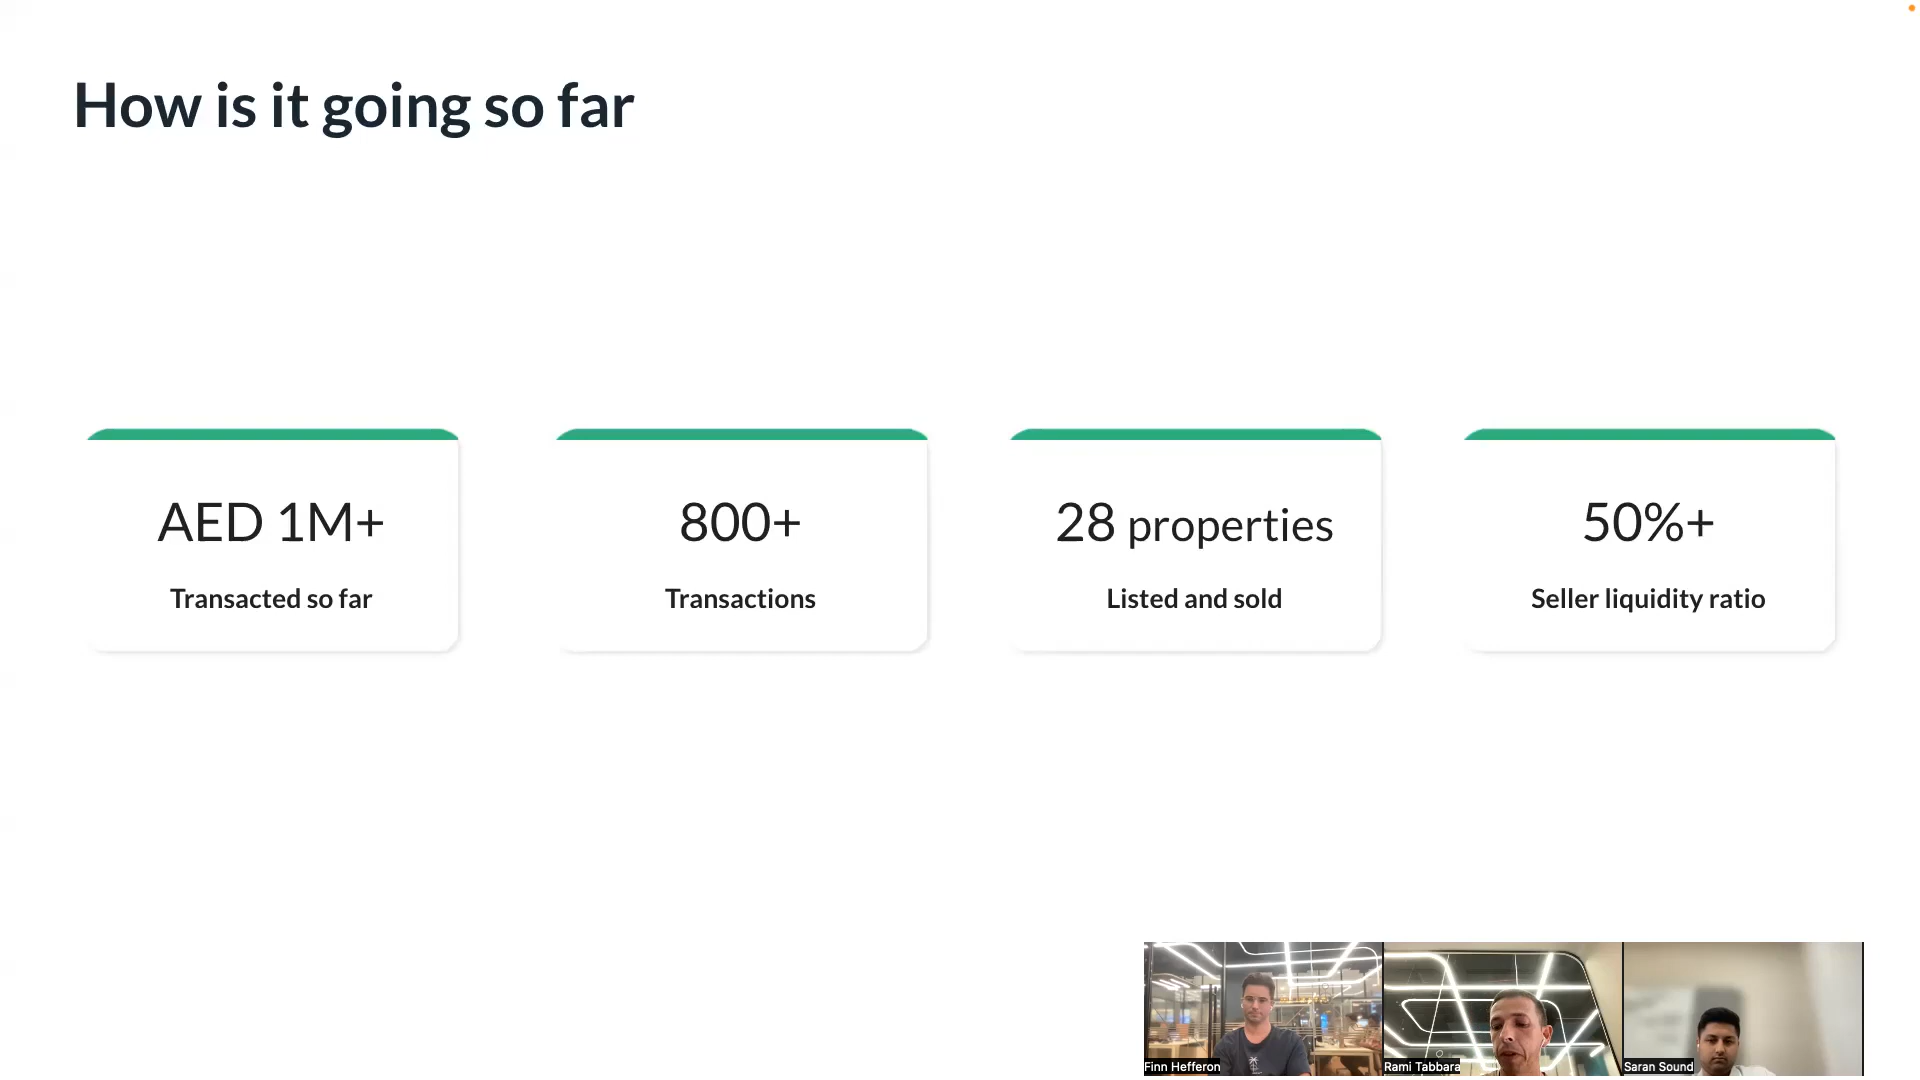 How is it going so far
AED 1M+
Transacted so far
800+
Transactions
28 properties
Listed and sold
50%+
Seller liquidity ratio
Finn Hefferon
Rami Tabbara
Saran Sound